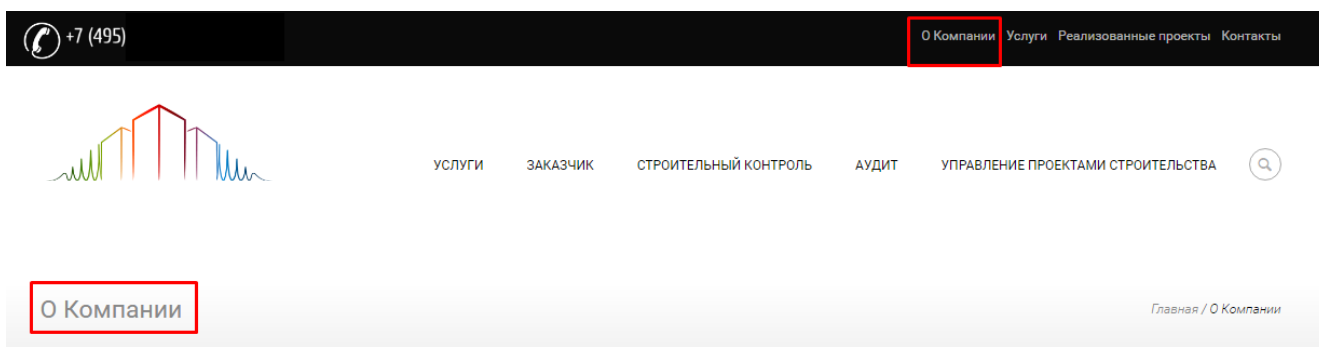 +7 (495)
О Компании Услуги Реализованные проекты Контакты
УСЛУГИ ЗАКАЗЧИК СТРОИТЕЛЬНЫЙ КОНТРОЛЬ АУДИТ УПРАВЛЕНИЕ ПРОЕКТАМИ СТРОИТЕЛЬСТВА
О Компании
Главная / О Компании